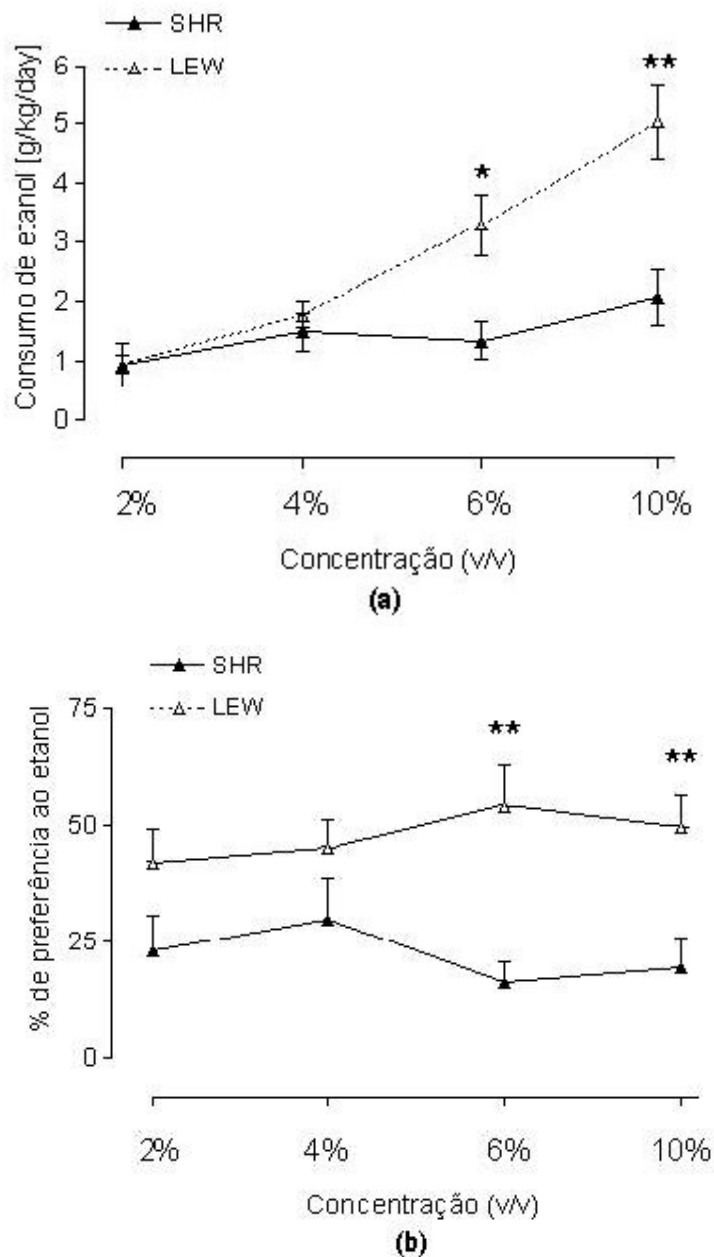 SHR
LEW
Consumo de e:anol [g/kg/day]
6
5
4
3
2
1
0
★
★★
2% 4% 6% 10%
Concentração (v/v)
(a)
SHR
LEW
% de preferência ao etanol
75
50
25
0
★★
★★
2% 4% 6% 10%
Concentração (v/v)
(b)